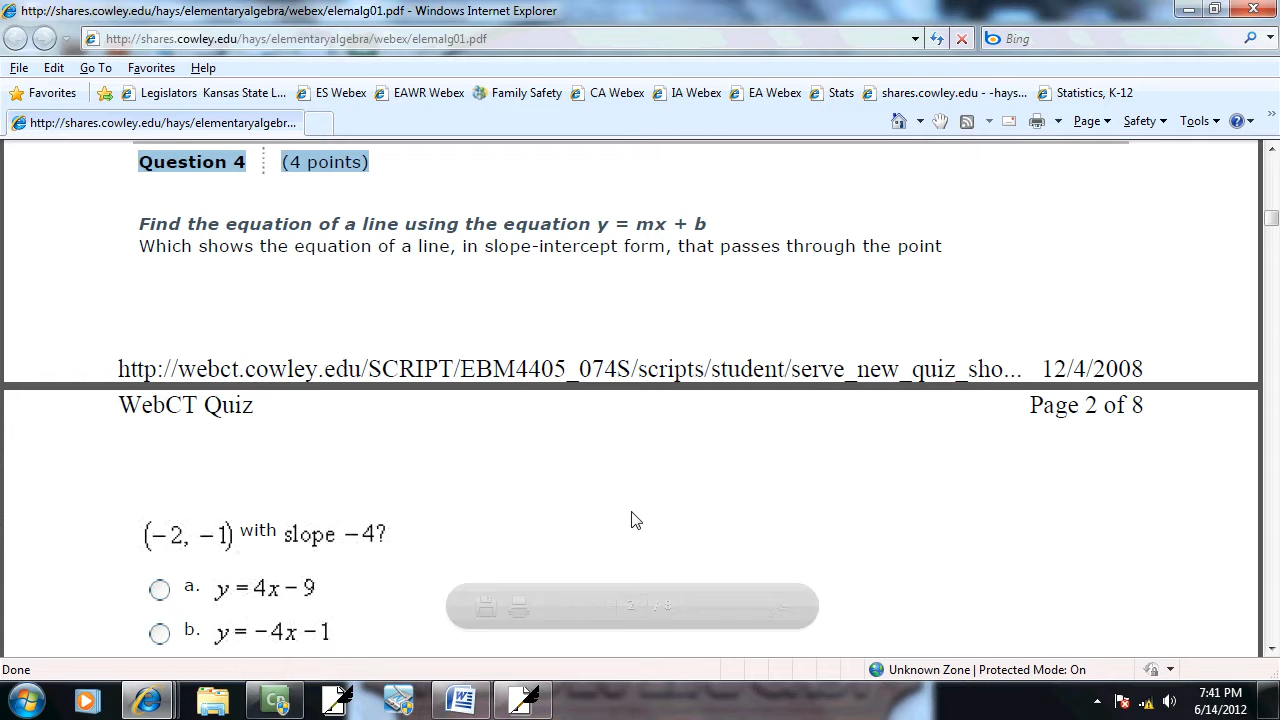 http://shares.cowley.edu/hays/elementaryalgebra/webex/elemalg01.pdf - Windows Internet Explorer
http://shares.cowley.edu/hays/elementaryalgebra/webex/elemalg01.pdf
Bing
File Edit Go To Favorites Help
Favorites Legislators Kansas State L... ES Webex EAWR Webex Family Safety CA Webex IA Webex EA Webex Stats shares.cowley.edu - -hays... Statistics, K-12
http://shares.cowley.edu/hays/elementaryalgebr...
Page Safety Tools
Question 4 (4 points)
Find the equation of a line using the equation y = mx + b
Which shows the equation of a line, in slope-intercept form, that passes through the point
http://webct.cowley.edu/SCRIPT/EBM4405_074S/scripts/student/serve_new_quiz_sho... 12/4/2008
WebCT Quiz Page 2 of 8
(−2, −1) with slope −4?
a. y = 4x − 9
2 / 8
b. y = −4x − 1
Done Unknown Zone | Protected Mode: On
7:41 PM
6/14/2012